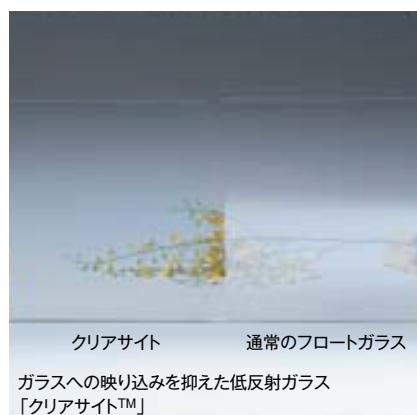 クリアサイト
通常のフロートガラス
ガラスへの映り込みを抑えた低反射ガラス
「クリアサイト™」